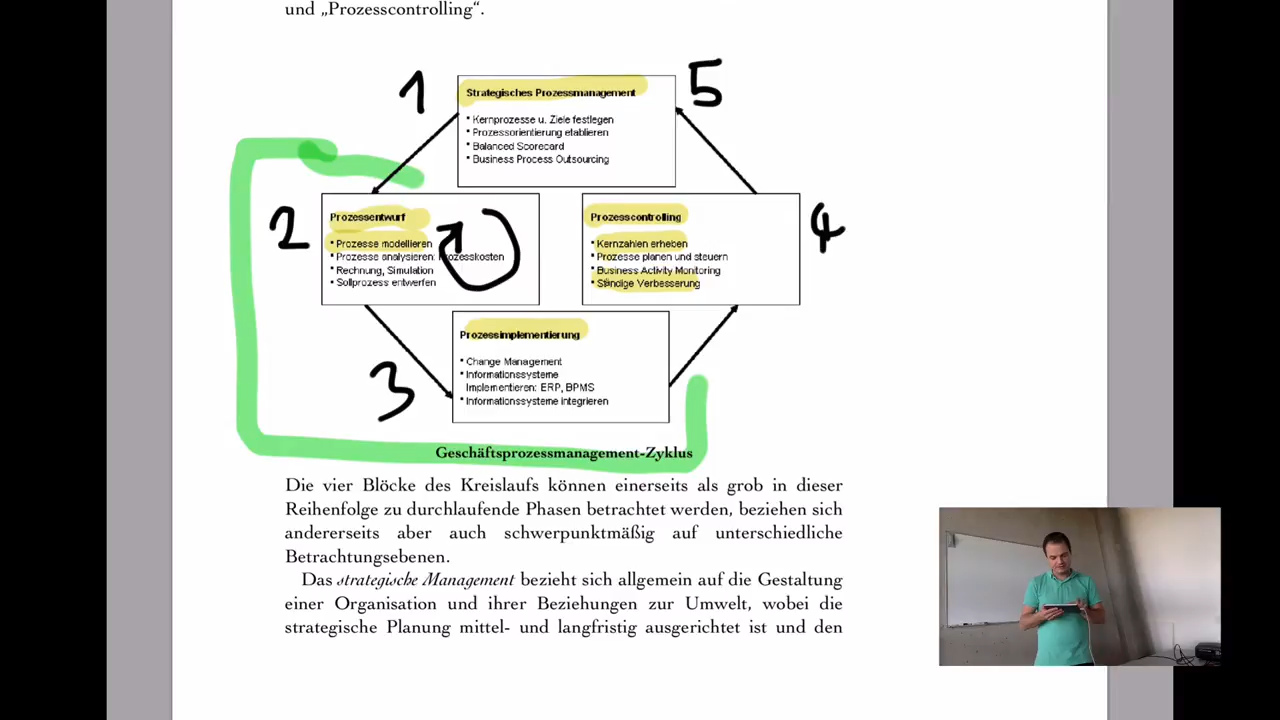 und „Prozesscontrolling“.
1
5
Strategisches Prozessmanagement
• Kernprozesse u. Ziele festlegen
• Prozessorientierung etablieren
• Balanced Scorecard
• Business Process Outsourcing
2
Prozessentwurf
• Prozesse modellieren
• Prozesse analysieren: Prozesskosten
• Rechnung, Simulation
• Sollprozess entwerfen
Prozesscontrolling
• Kernzahlen erheben
• Prozesse planen und steuern
• Business Activity Monitoring
• Ständige Verbesserung
4
3
Prozessimplementierung
• Change Management
• Informationssysteme
Implementieren: ERP, BPMS
• Informationssysteme integrieren
Geschäftsprozessmanagement-Zyklus
Die vier Blöcke des Kreislaufs können einerseits als grob in dieser
Reihenfolge zu durchlaufende Phasen betrachtet werden, beziehen sich
andererseits aber auch schwerpunktmäßig auf unterschiedliche
Betrachtungsebenen.
Das strategische Management bezieht sich allgemein auf die Gestaltung
einer Organisation und ihrer Beziehungen zur Umwelt, wobei die
strategische Planung mittel- und langfristig ausgerichtet ist und den